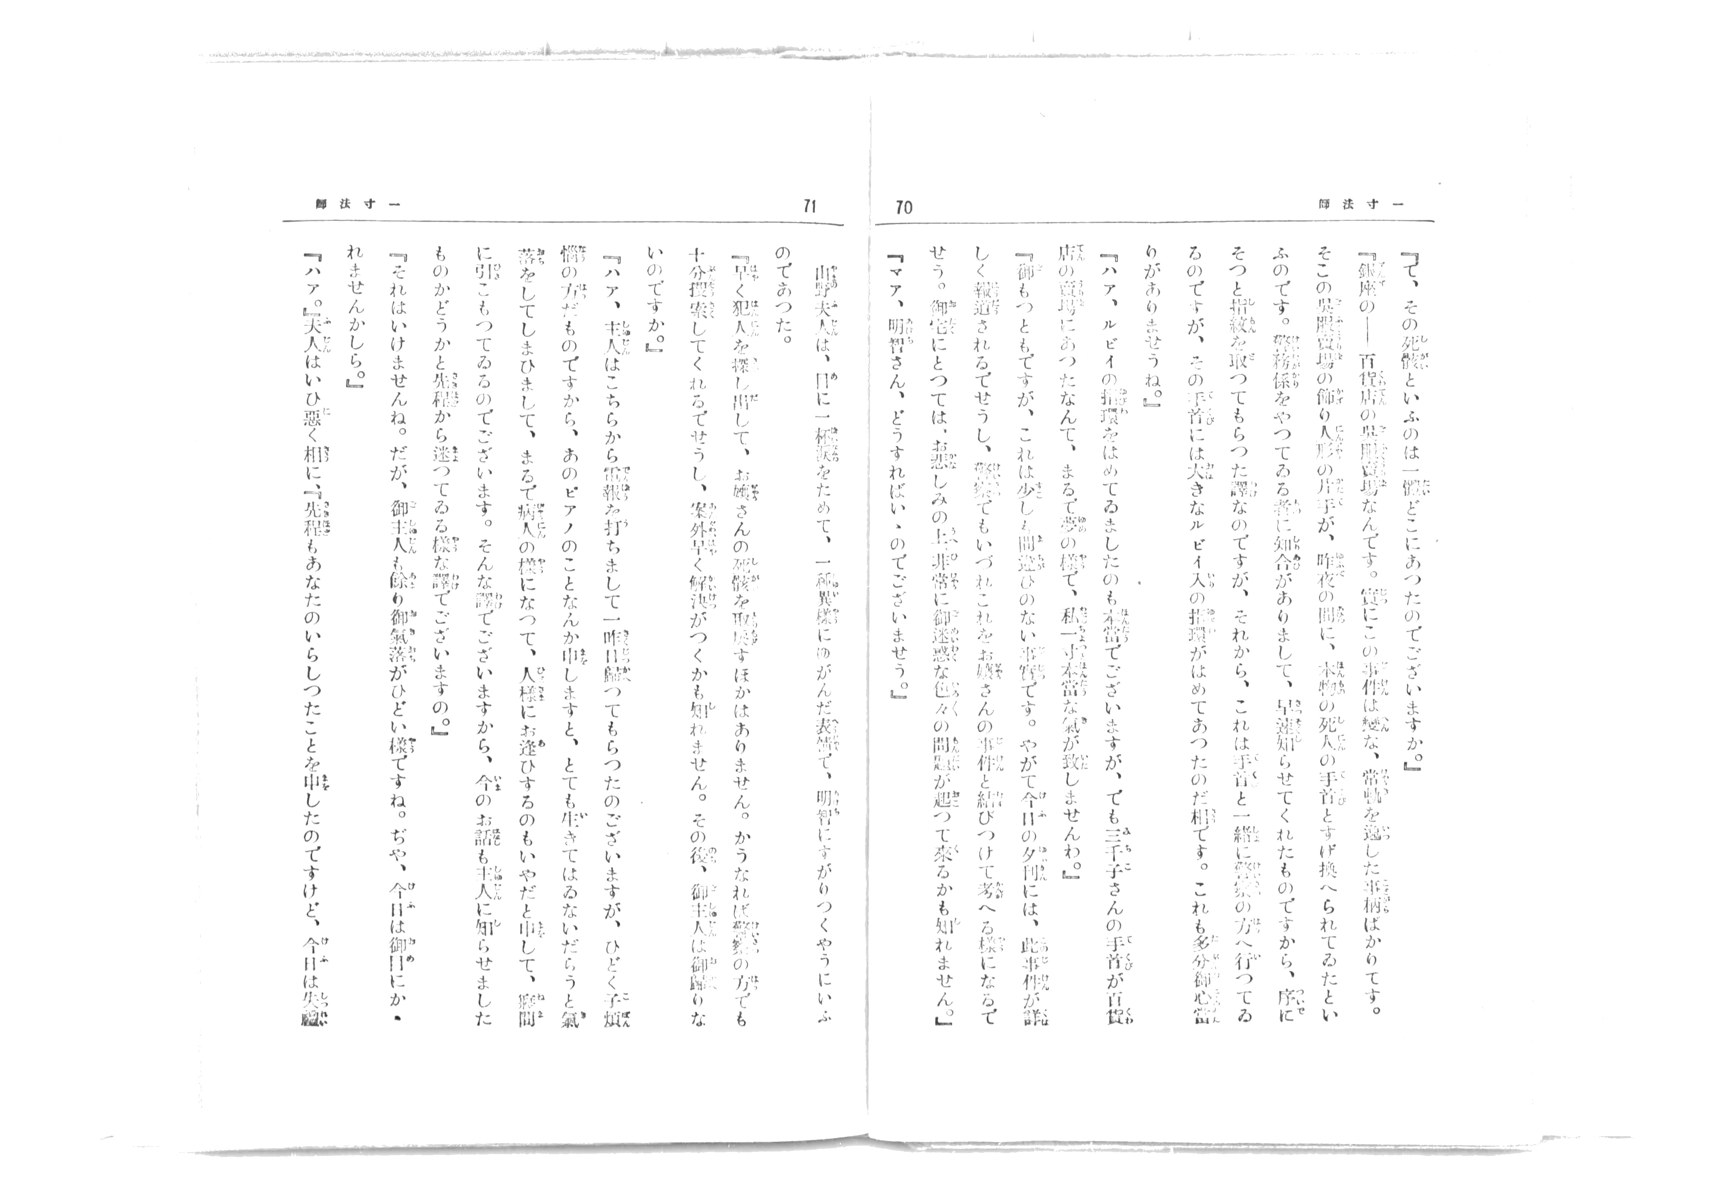 一寸法師
70
『で、その死骸といふのは一體どこにあつたのでございますか。』
『銀座の――百貨店の呉服賣場なんです。實にこの事件は變な、常軌を逸した事柄ばかりです。
そこの呉服賣場の飾り人形の片手が、昨夜の間に、本物の死人の手首とすげ換へられてゐたとい
ふのです。警務係をやつてゐる者に知合がありまして、早速知らせてくれたものですから、序に
そつと指紋を取つてもらつた譯なのですが、それから、これは手首と一緒に警察の方へ行つてゐ
るのですが、その手首には大きなルビイ入の指環がはめてあつたのだ相です。これも多分御心當
りがありませうね。』
『ハア、ルビイの指環をはめてゐましたのも本當でございますが、でも三千子さんの手首が百貨
店の賣場にあつたなんて、まるで夢の様で、私一寸本當な氣が致しませんわ。』
『御もつともですが、これは少しも間違ひのない事實です。やがて今日の夕刊には、此事件が詳
しく報道されるでせうし、警察でもいづれこれをお孃さんの事件と結びつけて考へる様になるで
せう。御宅にとつては、お悲しみの上、非常に御迷惑な色々の問題が起つて來るかも知れません。』
『マア、明智さん、どうすればいゝのでございませう。』
71
一寸法師
山野夫人は、目に一杯涙をためて、一種異樣にゆがんだ表情で、明智にすがりつくやうにいふ
のであつた。
『早く犯人を探し出して、お孃さんの死骸を取戻すほかはありません。かうなれば警察の方でも
十分捜索してくれるでせうし、案外早く解決がつくかも知れません。その後、御主人は御歸りな
いのですか。』
『ハア、主人はこちらから電報を打ちまして一昨日歸つてもらつたのございますが、ひどく子煩
惱の方だものですから、あのピアノのことなんか申しますと、とても生きてはゐないだらうと氣
落をしてしまひまして、まるで病人の様になつて、人様にお逢ひするのもいやだと申して、寢間
に引こもつてゐるのでございます。そんな譯でございますから、今のお話も主人に知らせました
ものかどうかと先程から迷つてゐる様な譯でございますの。』
『それはいけませんね。だが、御主人も餘り御氣落がひどい様ですね。ぢや、今日は御目にかゝ
れませんかしら。』
『ハア。』夫人はいひ惡く相に、『先程もあなたのいらしつたことを申したのですけど、今日は失禮